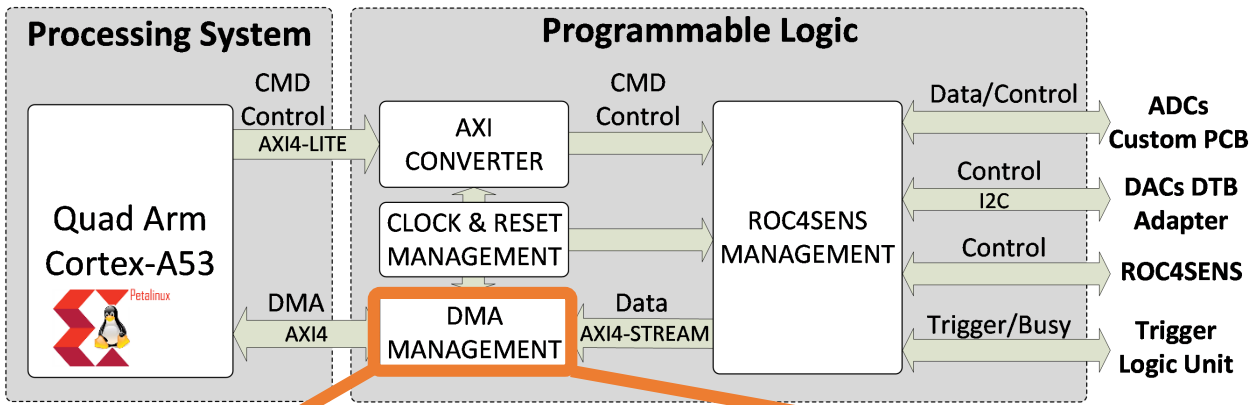 Processing System
Programmable Logic
CMD
Control
AXI4-LITE
Quad Arm
Cortex-A53
Petalinux
DMA
AXI4
AXI
CONVERTER
CLOCK & RESET
MANAGEMENT
DMA
MANAGEMENT
CMD
Control
Data
AXI4-STREAM
ROC4SENS
MANAGEMENT
Data/Control
ADCs
Custom PCB
Control
I2C
DACs DTB
Adapter
Control
ROC4SENS
Trigger/Busy
Trigger
Logic Unit